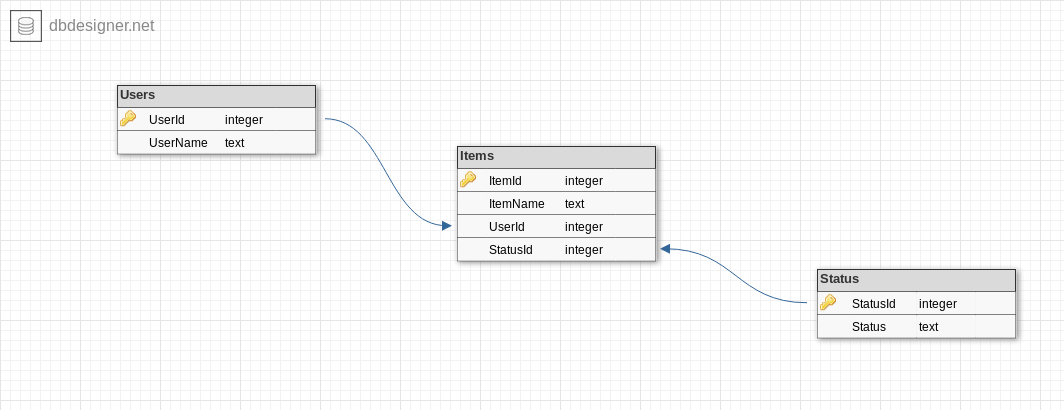 dbdesigner.net
Users
UserId integer
UserName text
Items
ItemId integer
ItemName text
UserId integer
StatusId integer
Status
StatusId integer
Status text